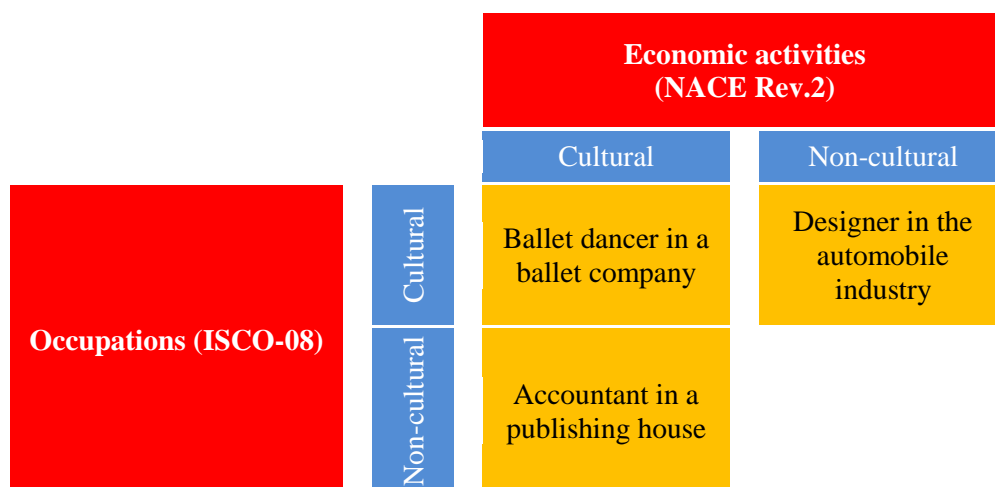 Economic activities
(NACE Rev.2)
Cultural
Non-cultural
Occupations (ISCO-08)
Cultural
Ballet dancer in a
ballet company
Designer in the
automobile
industry
Non-cultural
Accountant in a
publishing house